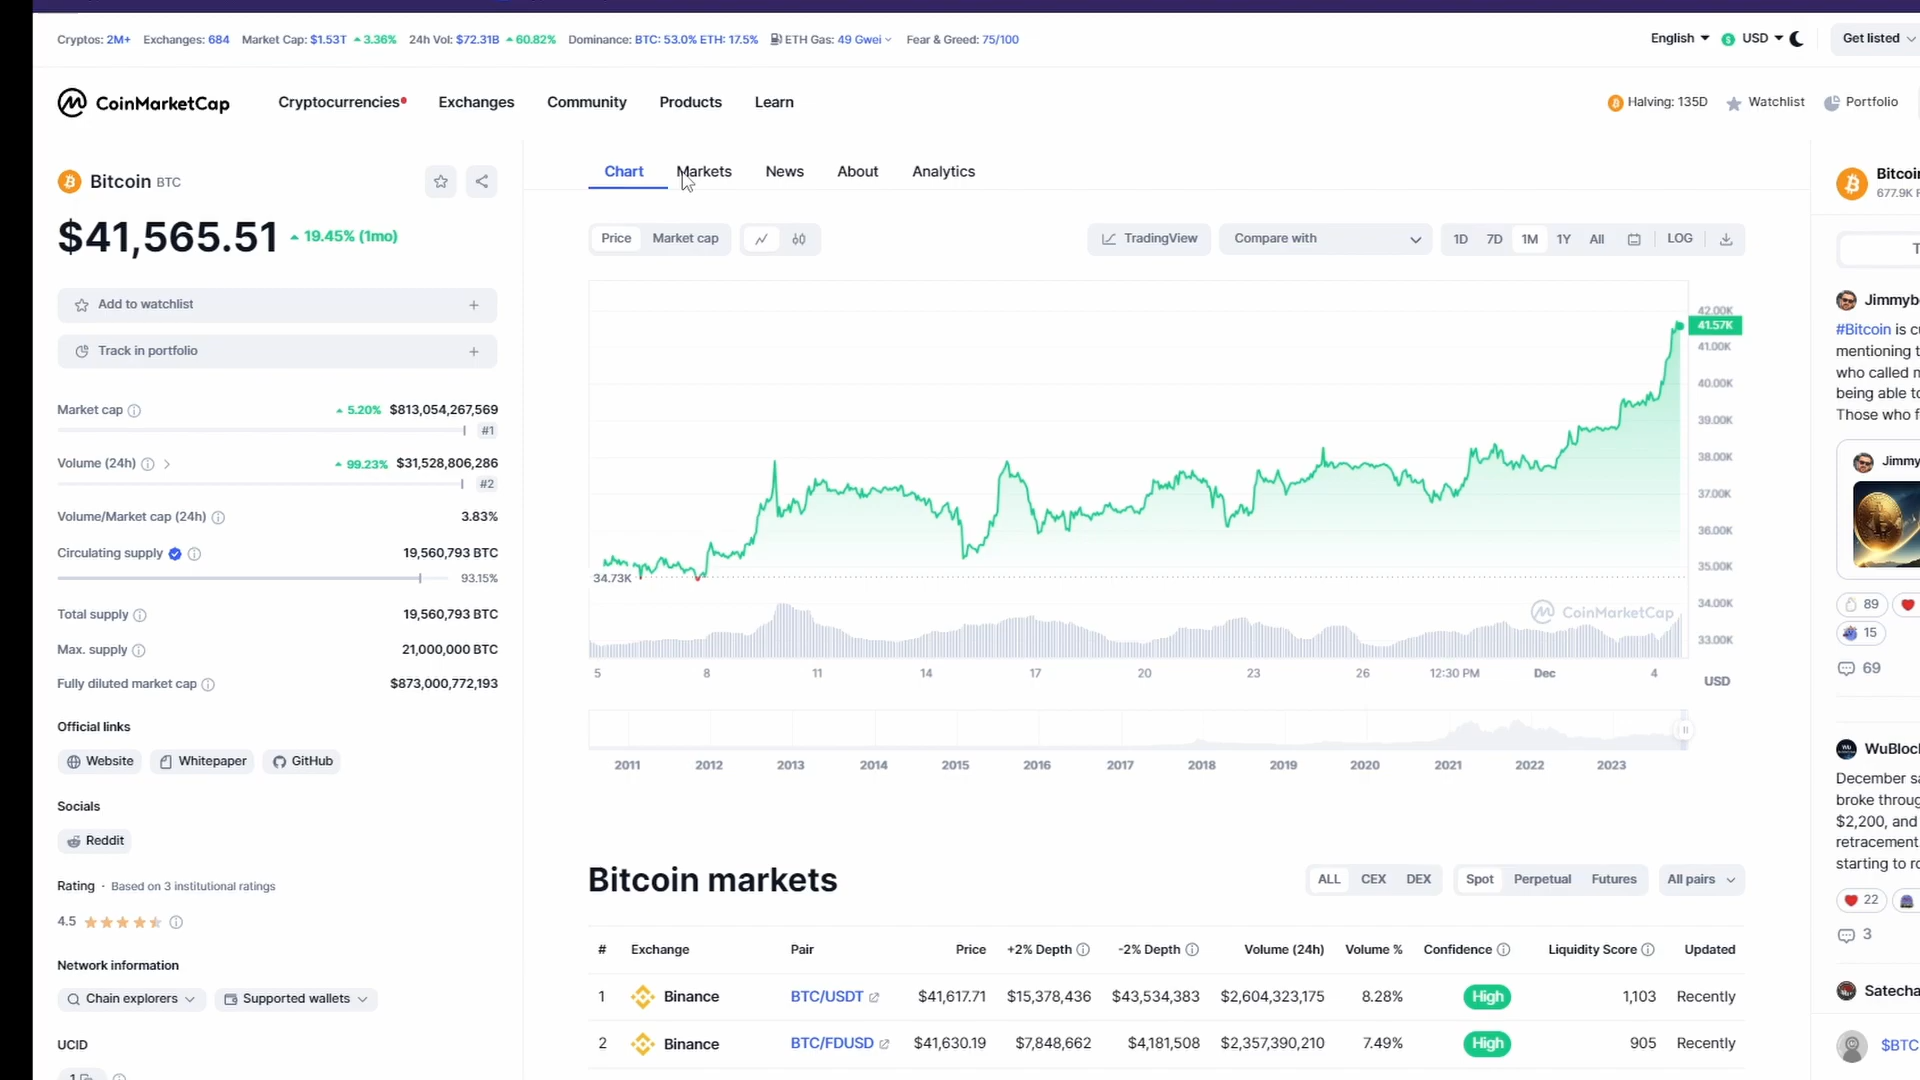 Cryptos: 2M+ Exchanges: 684 Market Cap: $1.53T 3.36% 24h Vol: $72.31B 60.82% Dominance: BTC: 53.0% ETH: 17.5% ETH Gas: 49 Gwei Fear & Greed: 75/100
English USD Get listed
CoinMarketCap Cryptocurrencies Exchanges Community Products Learn
Halving: 135D Watchlist Portfolio
Bitcoin BTC
$41,565.51 19.45% (1mo)
Add to watchlist +
Track in portfolio +
Market cap 5.20% $813,054,267,569
#1
Volume (24h) 99.23% $31,528,806,286
#2
Volume/Market cap (24h) 3.83%
Circulating supply 19,560,793 BTC
93.15%
Total supply 19,560,793 BTC
Max. supply 21,000,000 BTC
Fully diluted market cap $873,000,772,193
Official links
Website Whitepaper GitHub
Socials
Reddit
Rating · Based on 3 institutional ratings
4.5
Network information
Chain explorers Supported wallets
UCID
1
Chart Markets News About Analytics
Price Market cap
TradingView Compare with 1D 7D 1M 1Y All LOG
42.00K
41.57K
41.00K
40.00K
39.00K
38.00K
37.00K
36.00K
35.00K
34.73K
34.00K
33.00K
CoinMarketCap
5 8 11 14 17 20 23 26 12:30 PM Dec 4 USD
2011 2012 2013 2014 2015 2016 2017 2018 2019 2020 2021 2022 2023
Bitcoin markets
ALL CEX DEX Spot Perpetual Futures All pairs
# Exchange Pair Price +2% Depth -2% Depth Volume (24h) Volume % Confidence Liquidity Score Updated
1 Binance BTC/USDT $41,617.71 $15,378,436 $43,534,383 $2,604,323,175 8.28% High 1,103 Recently
2 Binance BTC/FDUSD $41,630.19 $7,848,662 $4,181,508 $2,357,390,210 7.49% High 905 Recently
Bitcoin
677.9K F
T
Jimmyb
#Bitcoin is cu
mentioning t
who called m
being able to
Those who f
Jimmy
89
15
69
WuBlock
December sa
broke throug
$2,200, and
retracement.
starting to ro
22
3
Satecha
$BTC